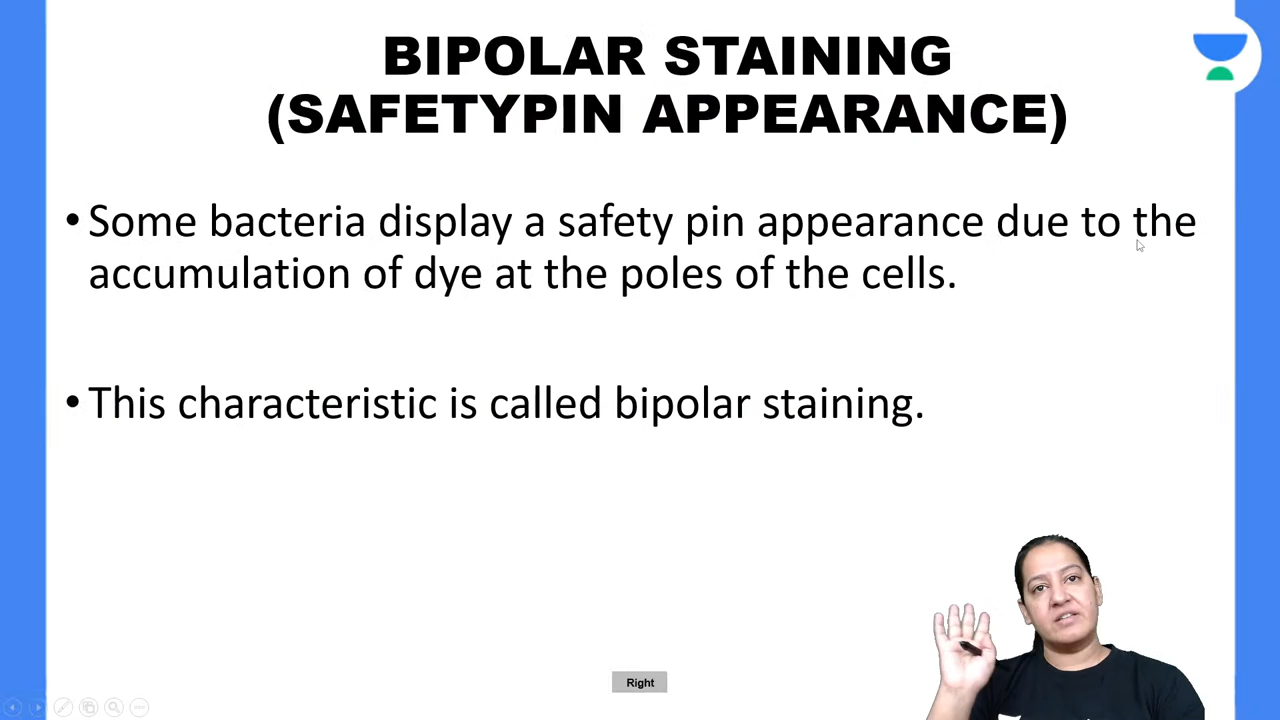 BIPOLAR STAINING
(SAFETYPIN APPEARANCE)
• Some bacteria display a safety pin appearance due to the
accumulation of dye at the poles of the cells.
• This characteristic is called bipolar staining.
Right